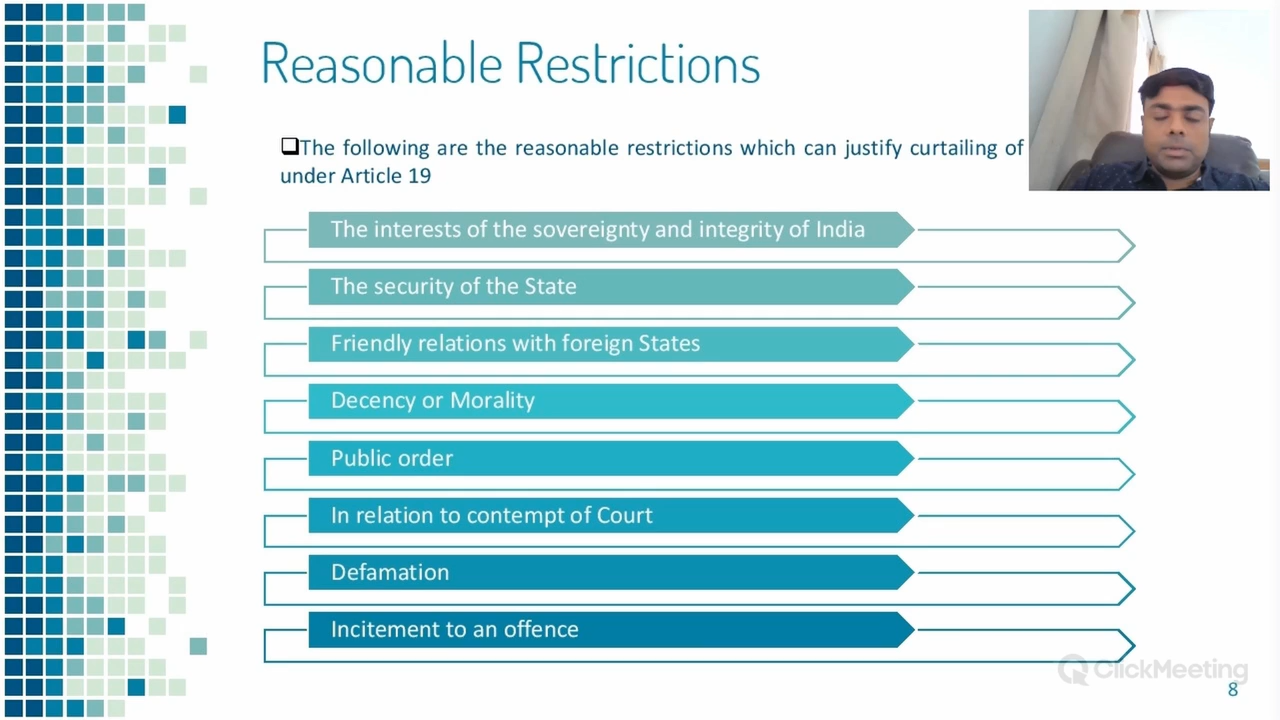 Reasonable Restrictions
The following are the reasonable restrictions which can justify curtailing of
under Article 19
The interests of the sovereignty and integrity of India
The security of the State
Friendly relations with foreign States
Decency or Morality
Public order
In relation to contempt of Court
Defamation
Incitement to an offence
ClickMeeting
8